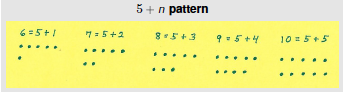 5 + n pattern
6 = 5 + 1
7 = 5 + 2
8 = 5 + 3
9 = 5 + 4
10 = 5 + 5